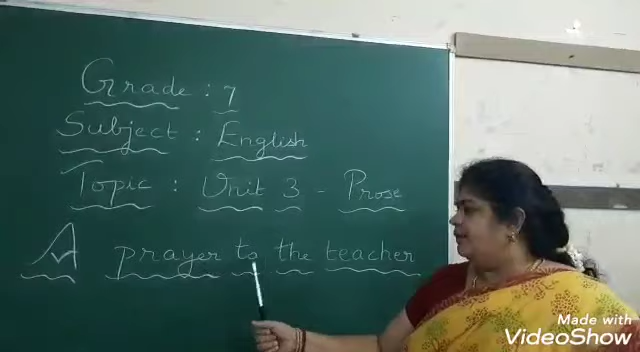 Grade : 7
Subject : English
Topic : Unit 3 - Prose
A prayer to the teacher
Made with
VideoShow